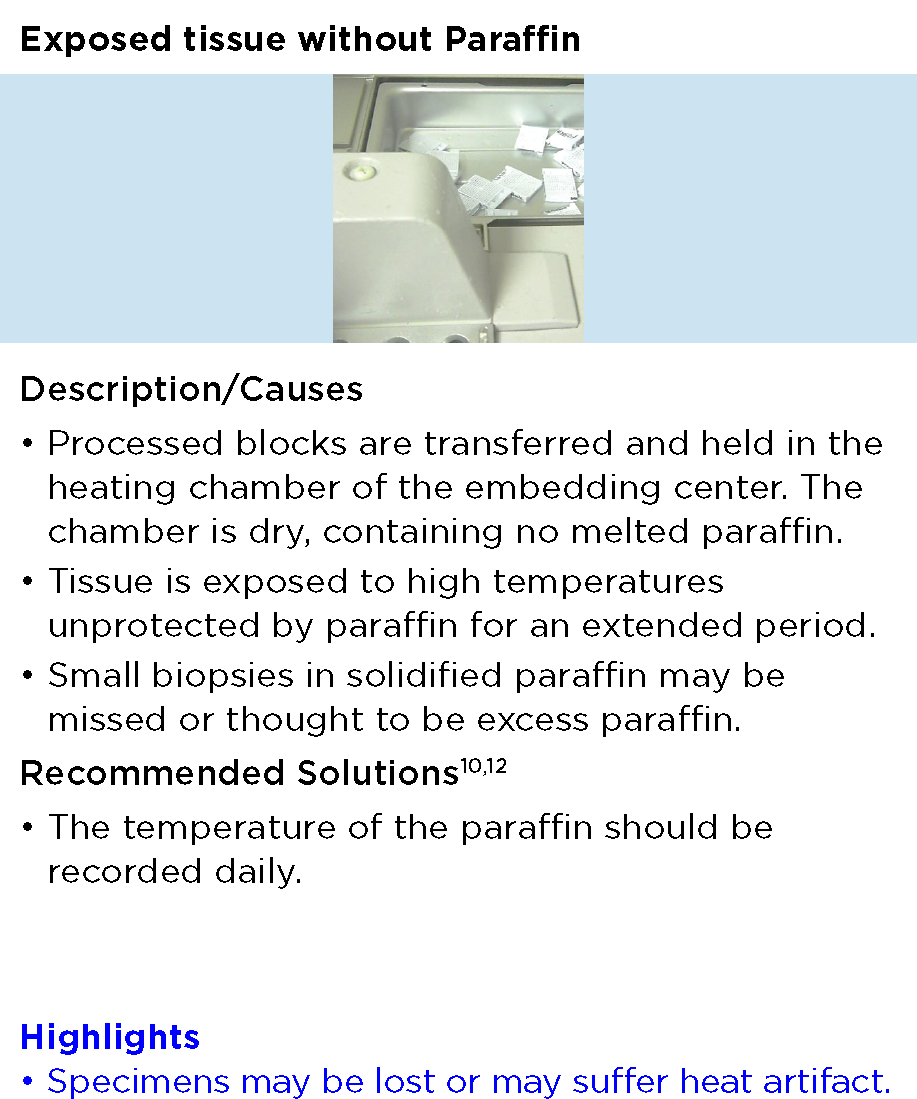 Exposed tissue without Paraffin
Description/Causes
• Processed blocks are transferred and held in the
heating chamber of the embedding center. The
chamber is dry, containing no melted paraffin.
• Tissue is exposed to high temperatures
unprotected by paraffin for an extended period.
• Small biopsies in solidified paraffin may be
missed or thought to be excess paraffin.
Recommended Solutions10,12
• The temperature of the paraffin should be
recorded daily.
Highlights
• Specimens may be lost or may suffer heat artifact.